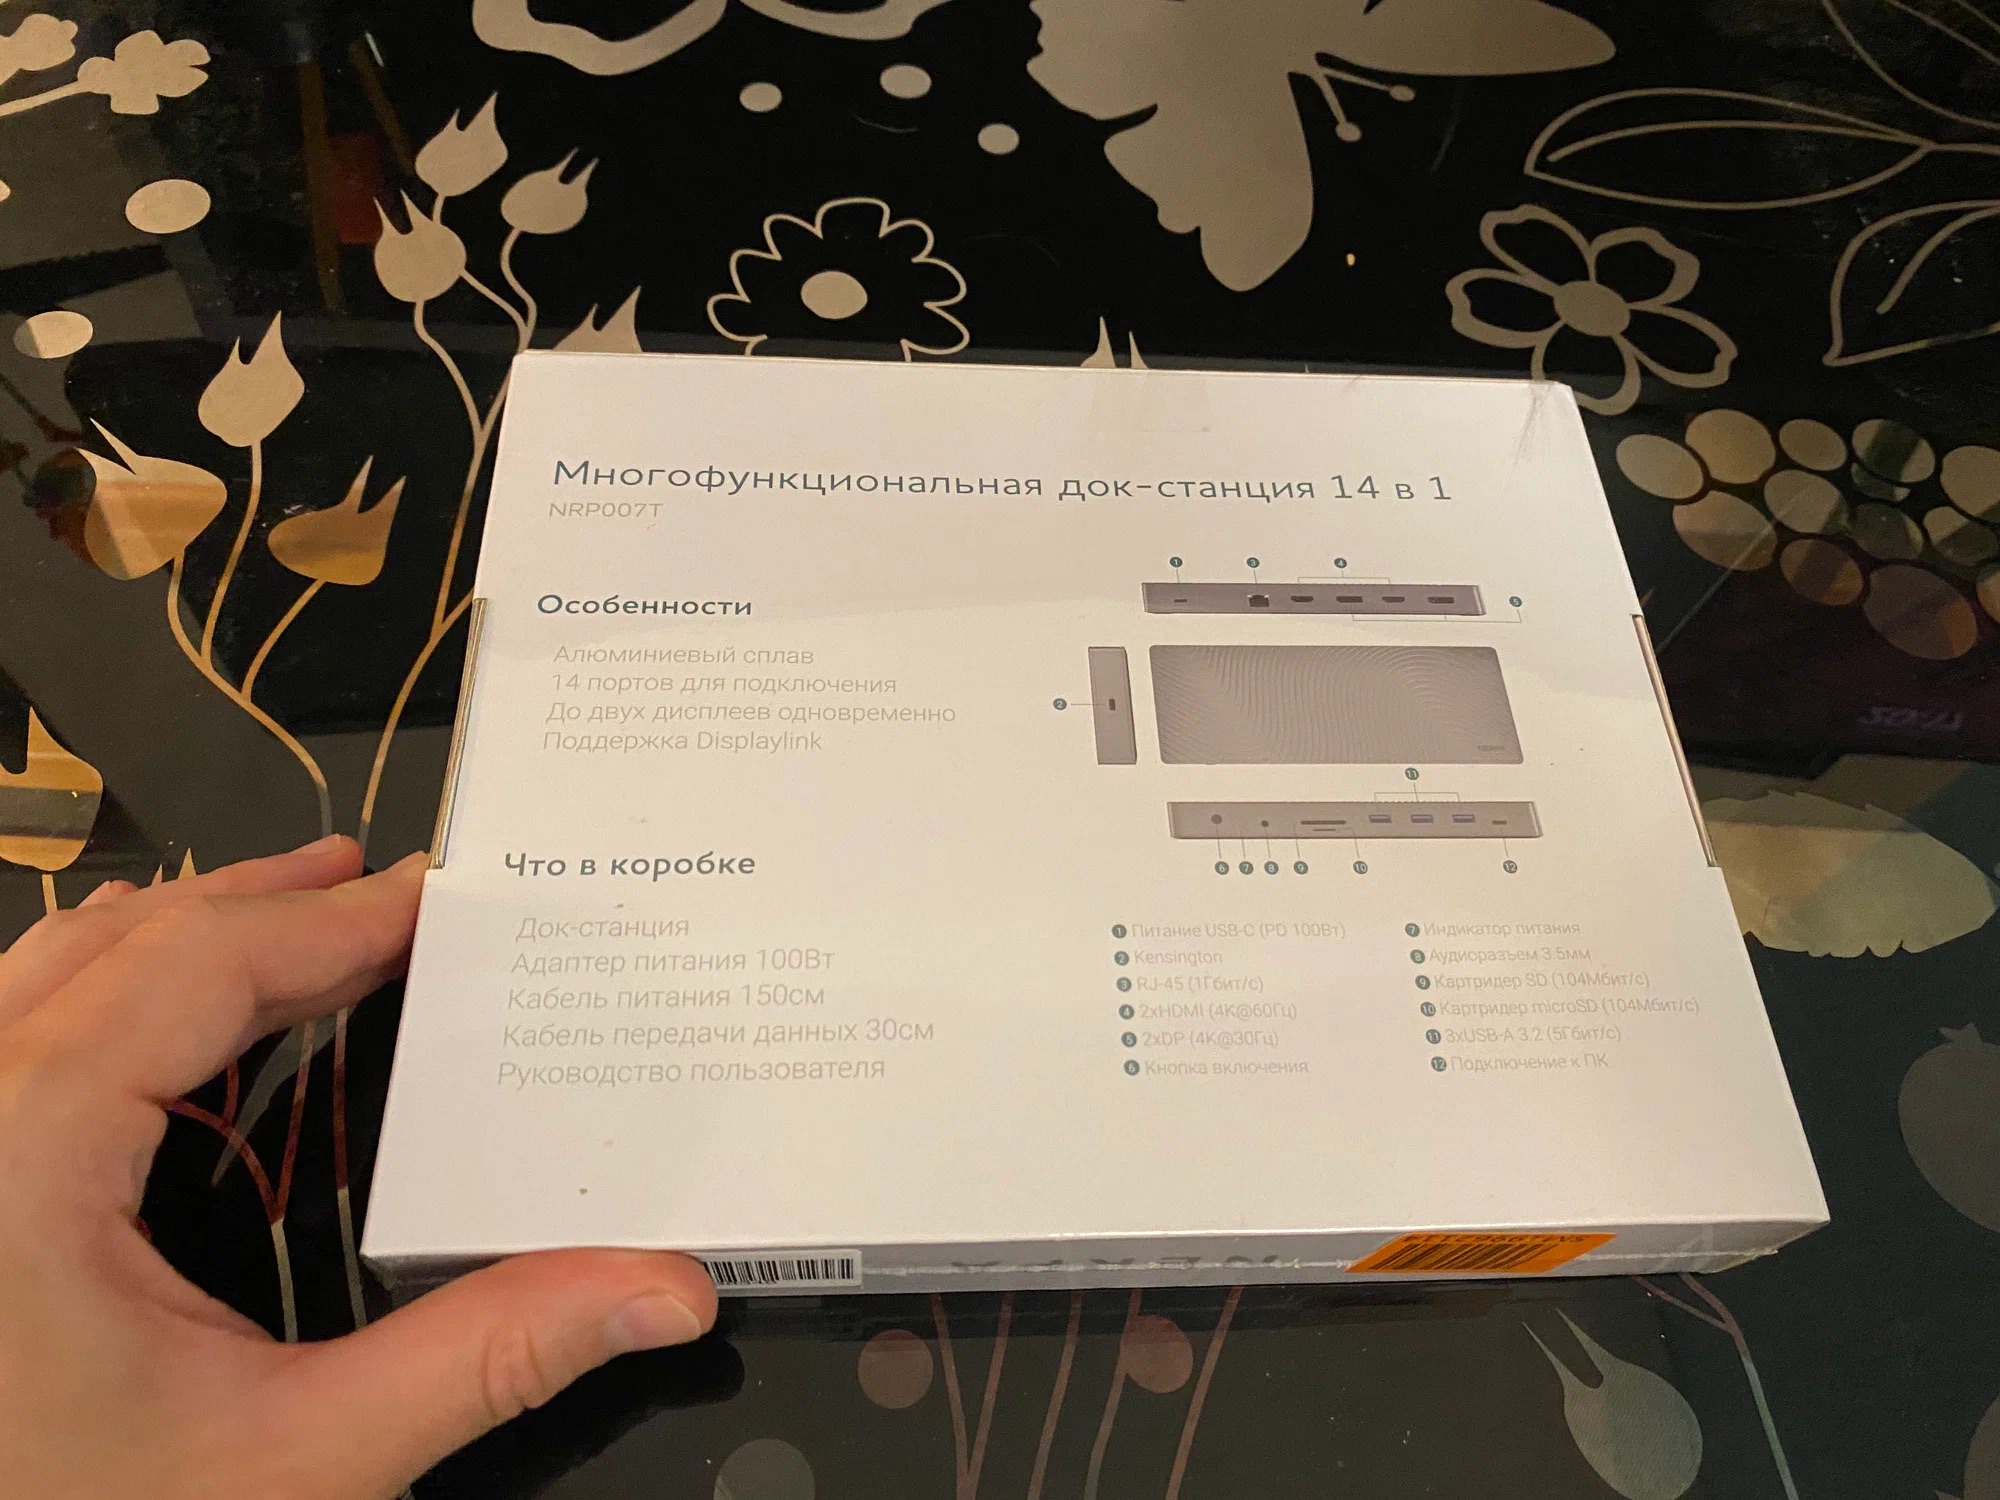 Многофункциональная док-станция 14 в 1
NRP007T
Особенности
Алюминиевый сплав
14 портов для подключения
До двух дисплеев одновременно
Поддержка Displaylink
Что в коробке
Док-станция
Адаптер питания 100Вт
Кабель питания 150см
Кабель передачи данных 30см
Руководство пользователя
1 3 4
5
2
NERPA
11
6 7 8 9 10 12
1 Питание USB-C (PD 100Вт)
2 Kensington
3 RJ-45 (1Гбит/с)
4 2xHDMI (4K@60Гц)
5 2xDP (4K@30Гц)
6 Кнопка включения
7 Индикатор питания
8 Аудиоразъем 3.5мм
9 Картридер SD (104Мбит/с)
10 Картридер microSD (104Мбит/с)
11 3xUSB-A 3.2 (5Гбит/с)
12 Подключение к ПК
NERPA